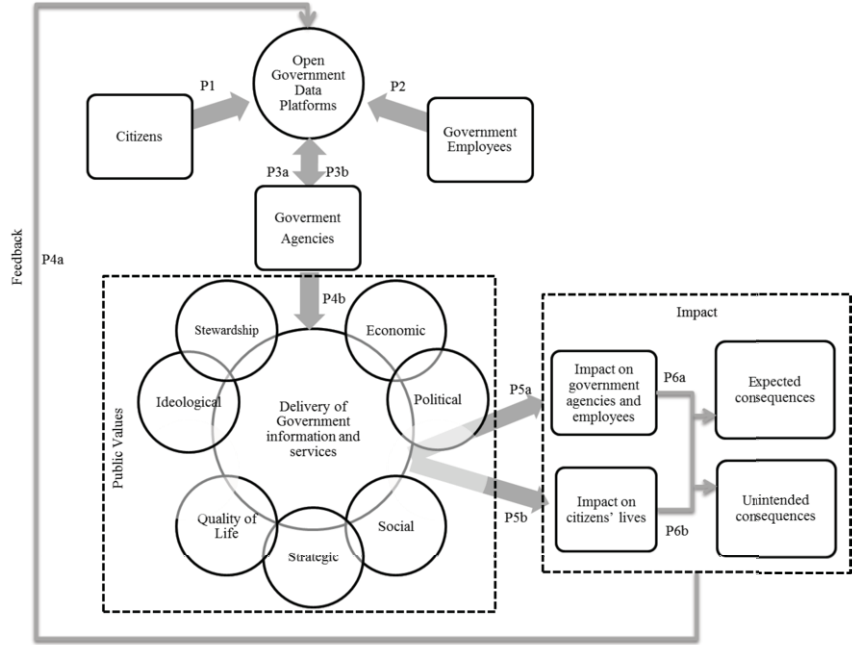 Open
Government
Data
Platforms
P1
P2
Citizens
Government
Employees
P3a
P3b
Goverment
Agencies
Feedback
P4a
P4b
Public Values
Stewardship
Economic
Ideological
Political
Delivery of
Government
information and
services
Quality of
Life
Social
Strategic
P5a
P5b
Impact
Impact on
government
agencies and
employees
P6a
Expected
consequences
Impact on
citizens’ lives
P6b
Unintended
consequences